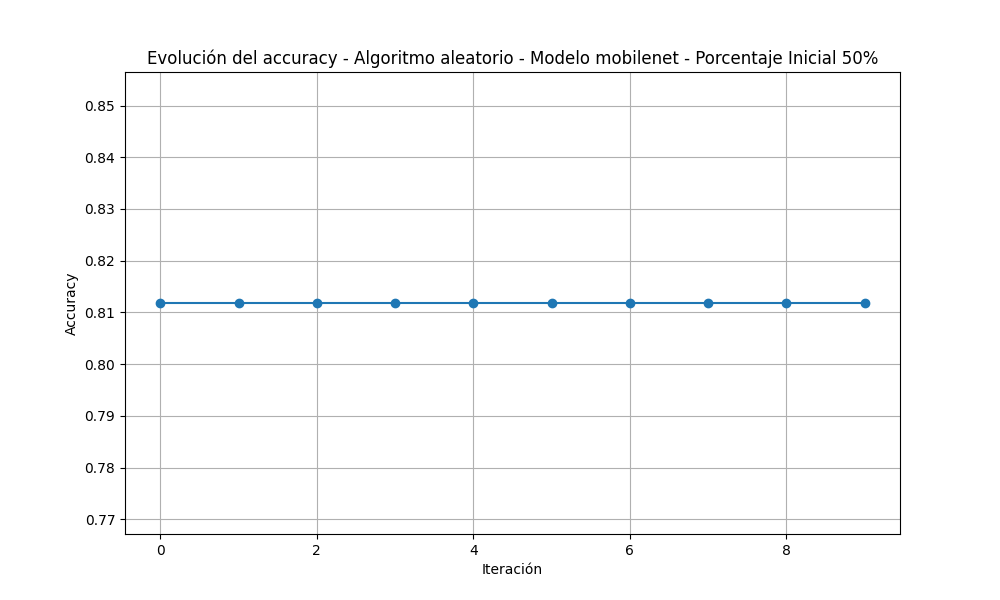 Evolución del accuracy - Algoritmo aleatorio - Modelo mobilenet - Porcentaje Inicial 50%
0.85
0.84
0.83
0.82
0.81
0.80
0.79
0.78
0.77
Accuracy
0 2 4 6 8
Iteración